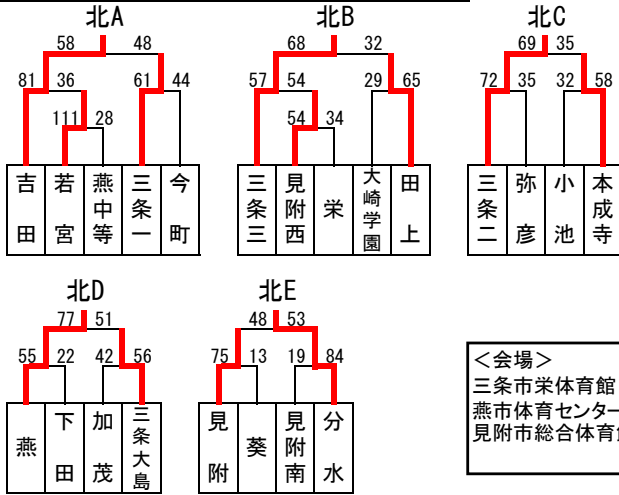 北A
58 48
81 36 61 44
111 28
吉田 若宮 燕中等 三条一 今町
北B
68 32
57 54 29 65
54 34
三条三 見附西 栄 大崎学園 田上
北C
69 35
72 35 32 58
三条二 弥彦 小池 本成寺
北D
77 51
55 22 42 56
燕 下田 加茂 三条大島
北E
48 53
75 13 19 84
見附 葵 見附南 分水
＜会場＞
三条市栄体育館
燕市体育センター
見附市総合体育